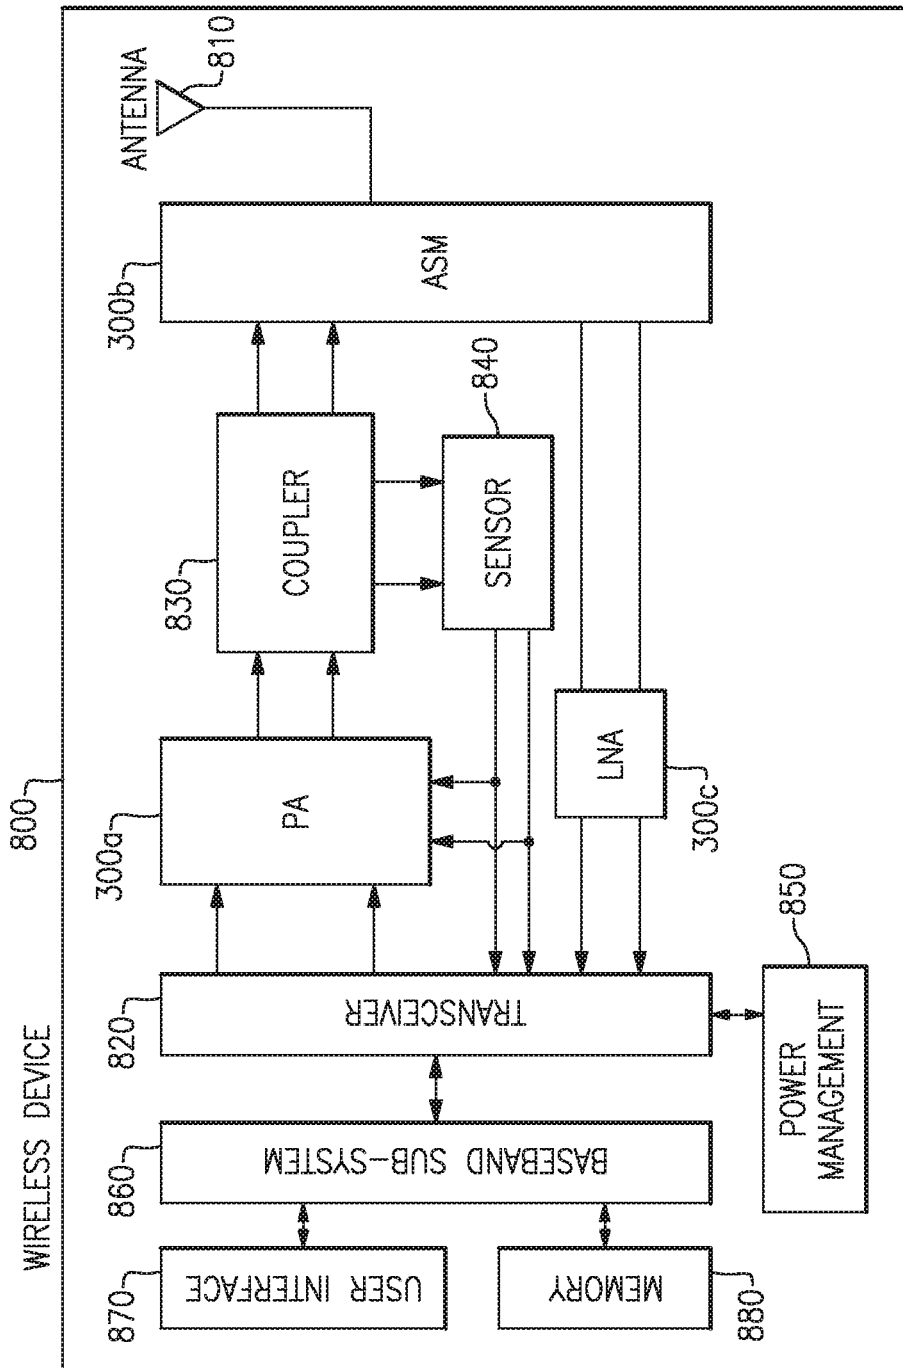 WIRELESS DEVICE
800
870
USER INTERFACE
MEMORY
880
860
BASEBAND SUB-SYSTEM
820
TRANSCEIVER
POWER
MANAGEMENT
850
300a
PA
830
COUPLER
SENSOR
840
LNA
300c
300b
ASM
ANTENNA
810